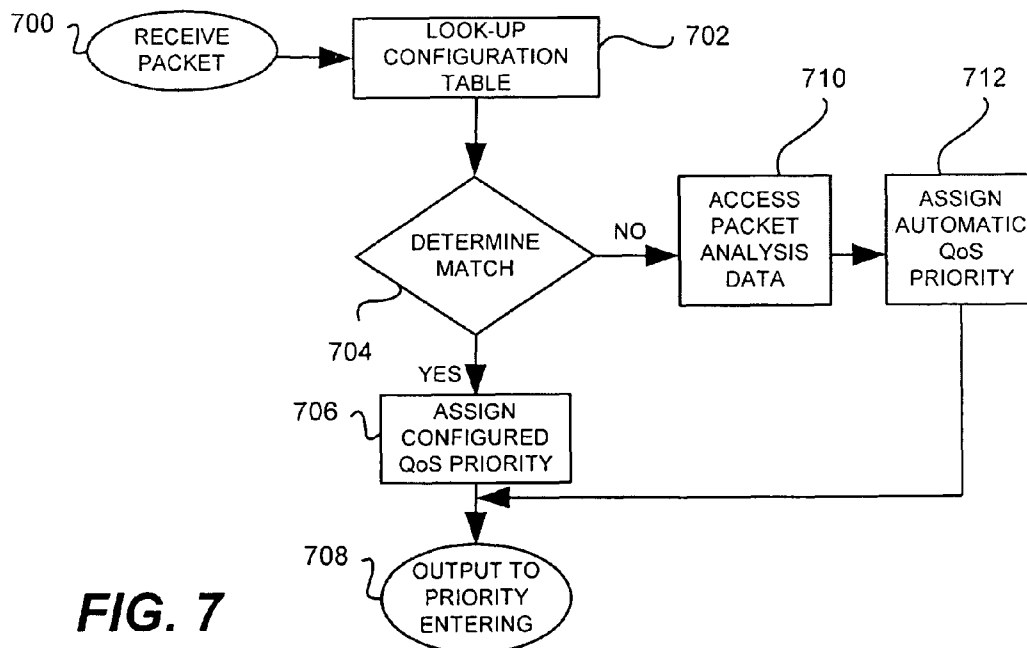 700
RECEIVE
PACKET
LOOK-UP
CONFIGURATION
TABLE
702
710
712
DETERMINE
MATCH
NO
ACCESS
PACKET
ANALYSIS
DATA
ASSIGN
AUTOMATIC
QoS
PRIORITY
704
YES
706
ASSIGN
CONFIGURED
QoS PRIORITY
708
OUTPUT TO
PRIORITY
ENTERING
FIG. 7